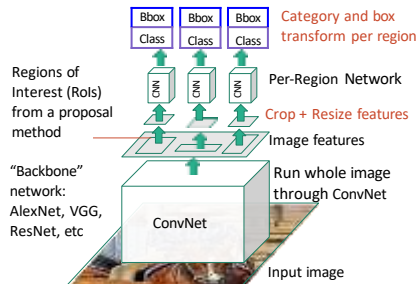 Bbox Bbox Bbox
Class Class Class
Category and box
transform per region
Regions of
Interest (RoIs)
from a proposal
method
CNN CNN CNN
Per-Region Network
Crop + Resize features
Image features
"Backbone"
network:
AlexNet, VGG,
ResNet, etc
Run whole image
through ConvNet
ConvNet
Input image